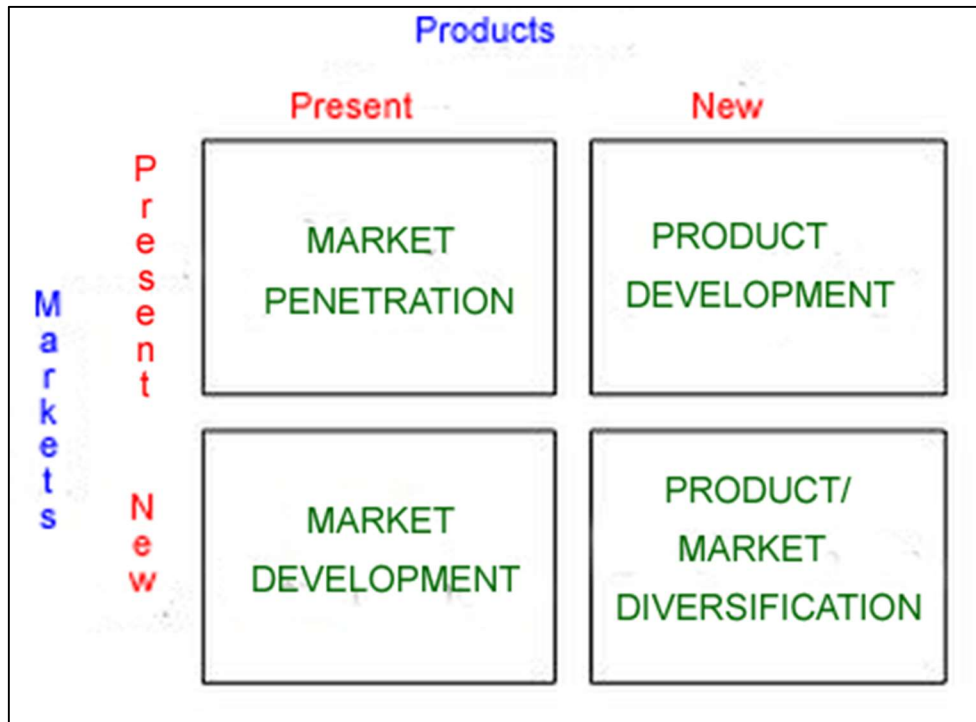 Products
Present
New
Markets
Present
MARKET
PENETRATION
PRODUCT
DEVELOPMENT
New
MARKET
DEVELOPMENT
PRODUCT/
MARKET
DIVERSIFICATION